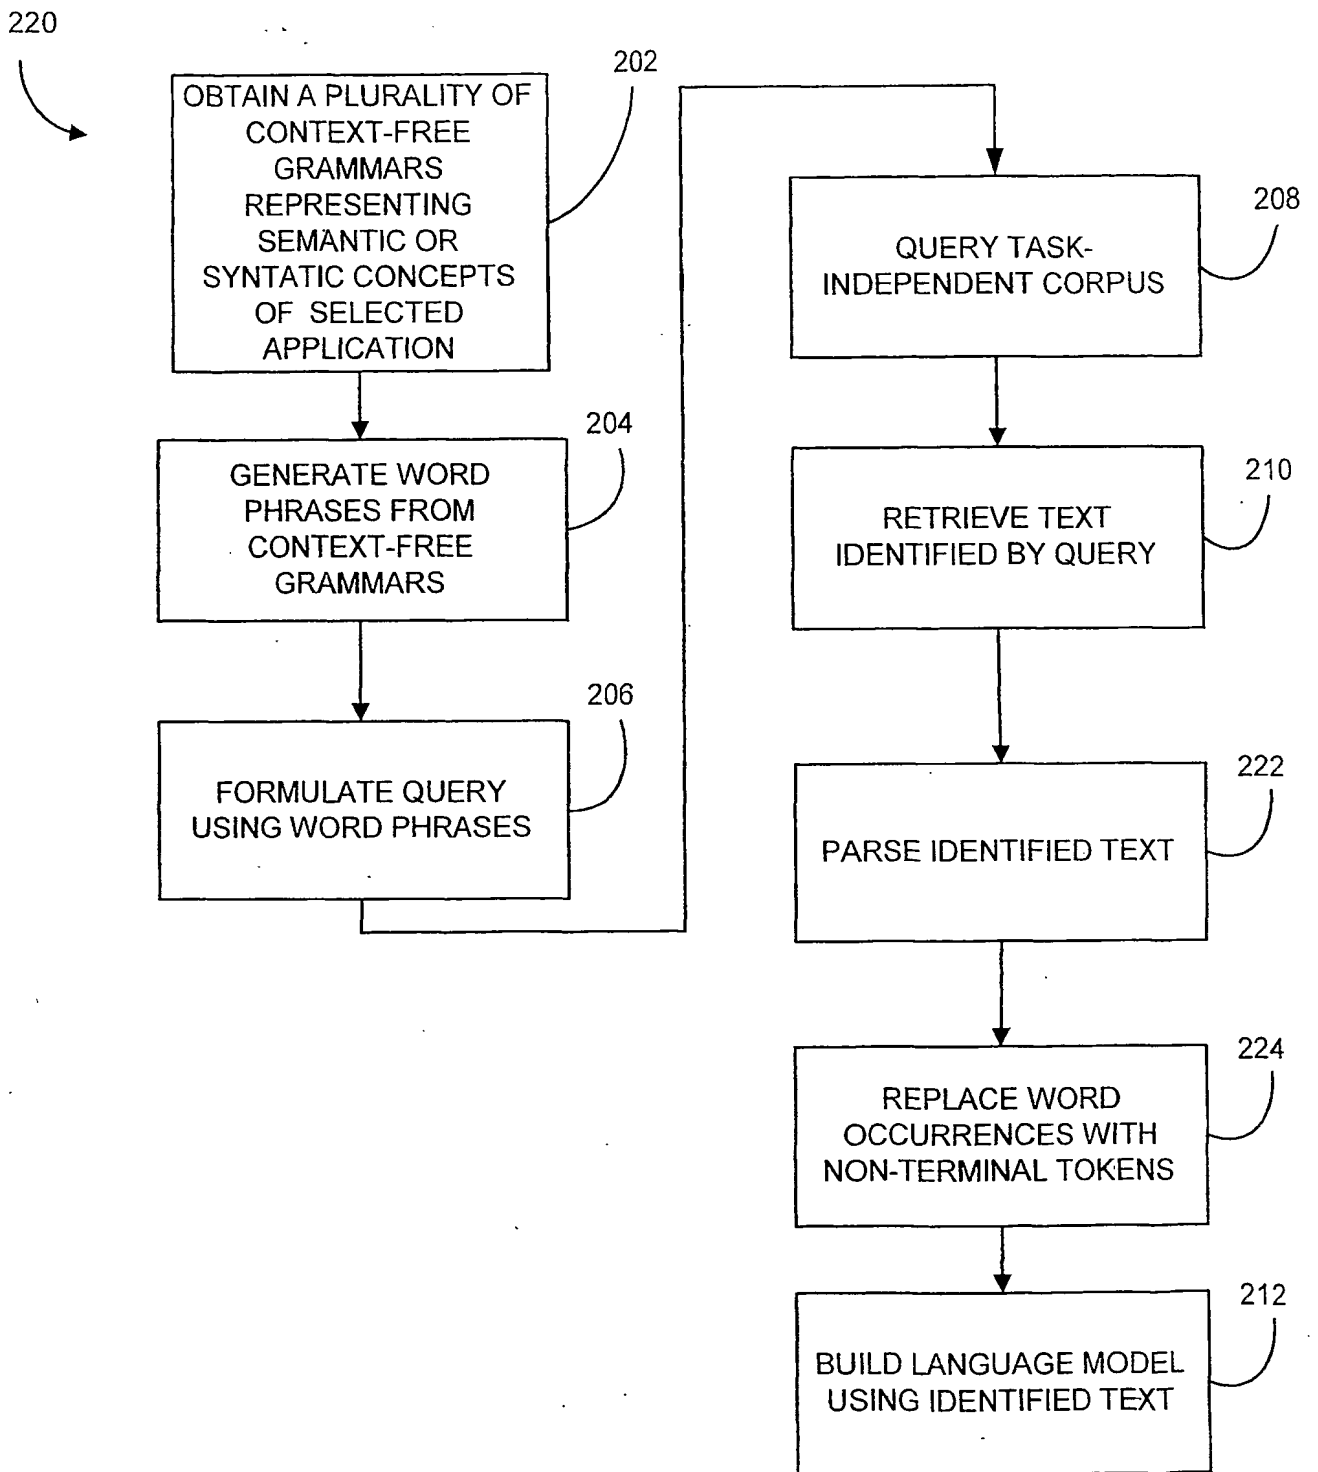 220
202
OBTAIN A PLURALITY OF
CONTEXT-FREE
GRAMMARS
REPRESENTING
SEMANTIC OR
SYNTATIC CONCEPTS
OF SELECTED
APPLICATION
204
GENERATE WORD
PHRASES FROM
CONTEXT-FREE
GRAMMARS
206
FORMULATE QUERY
USING WORD PHRASES
208
QUERY TASK-
INDEPENDENT CORPUS
210
RETRIEVE TEXT
IDENTIFIED BY QUERY
222
PARSE IDENTIFIED TEXT
224
REPLACE WORD
OCCURRENCES WITH
NON-TERMINAL TOKENS
212
BUILD LANGUAGE MODEL
USING IDENTIFIED TEXT